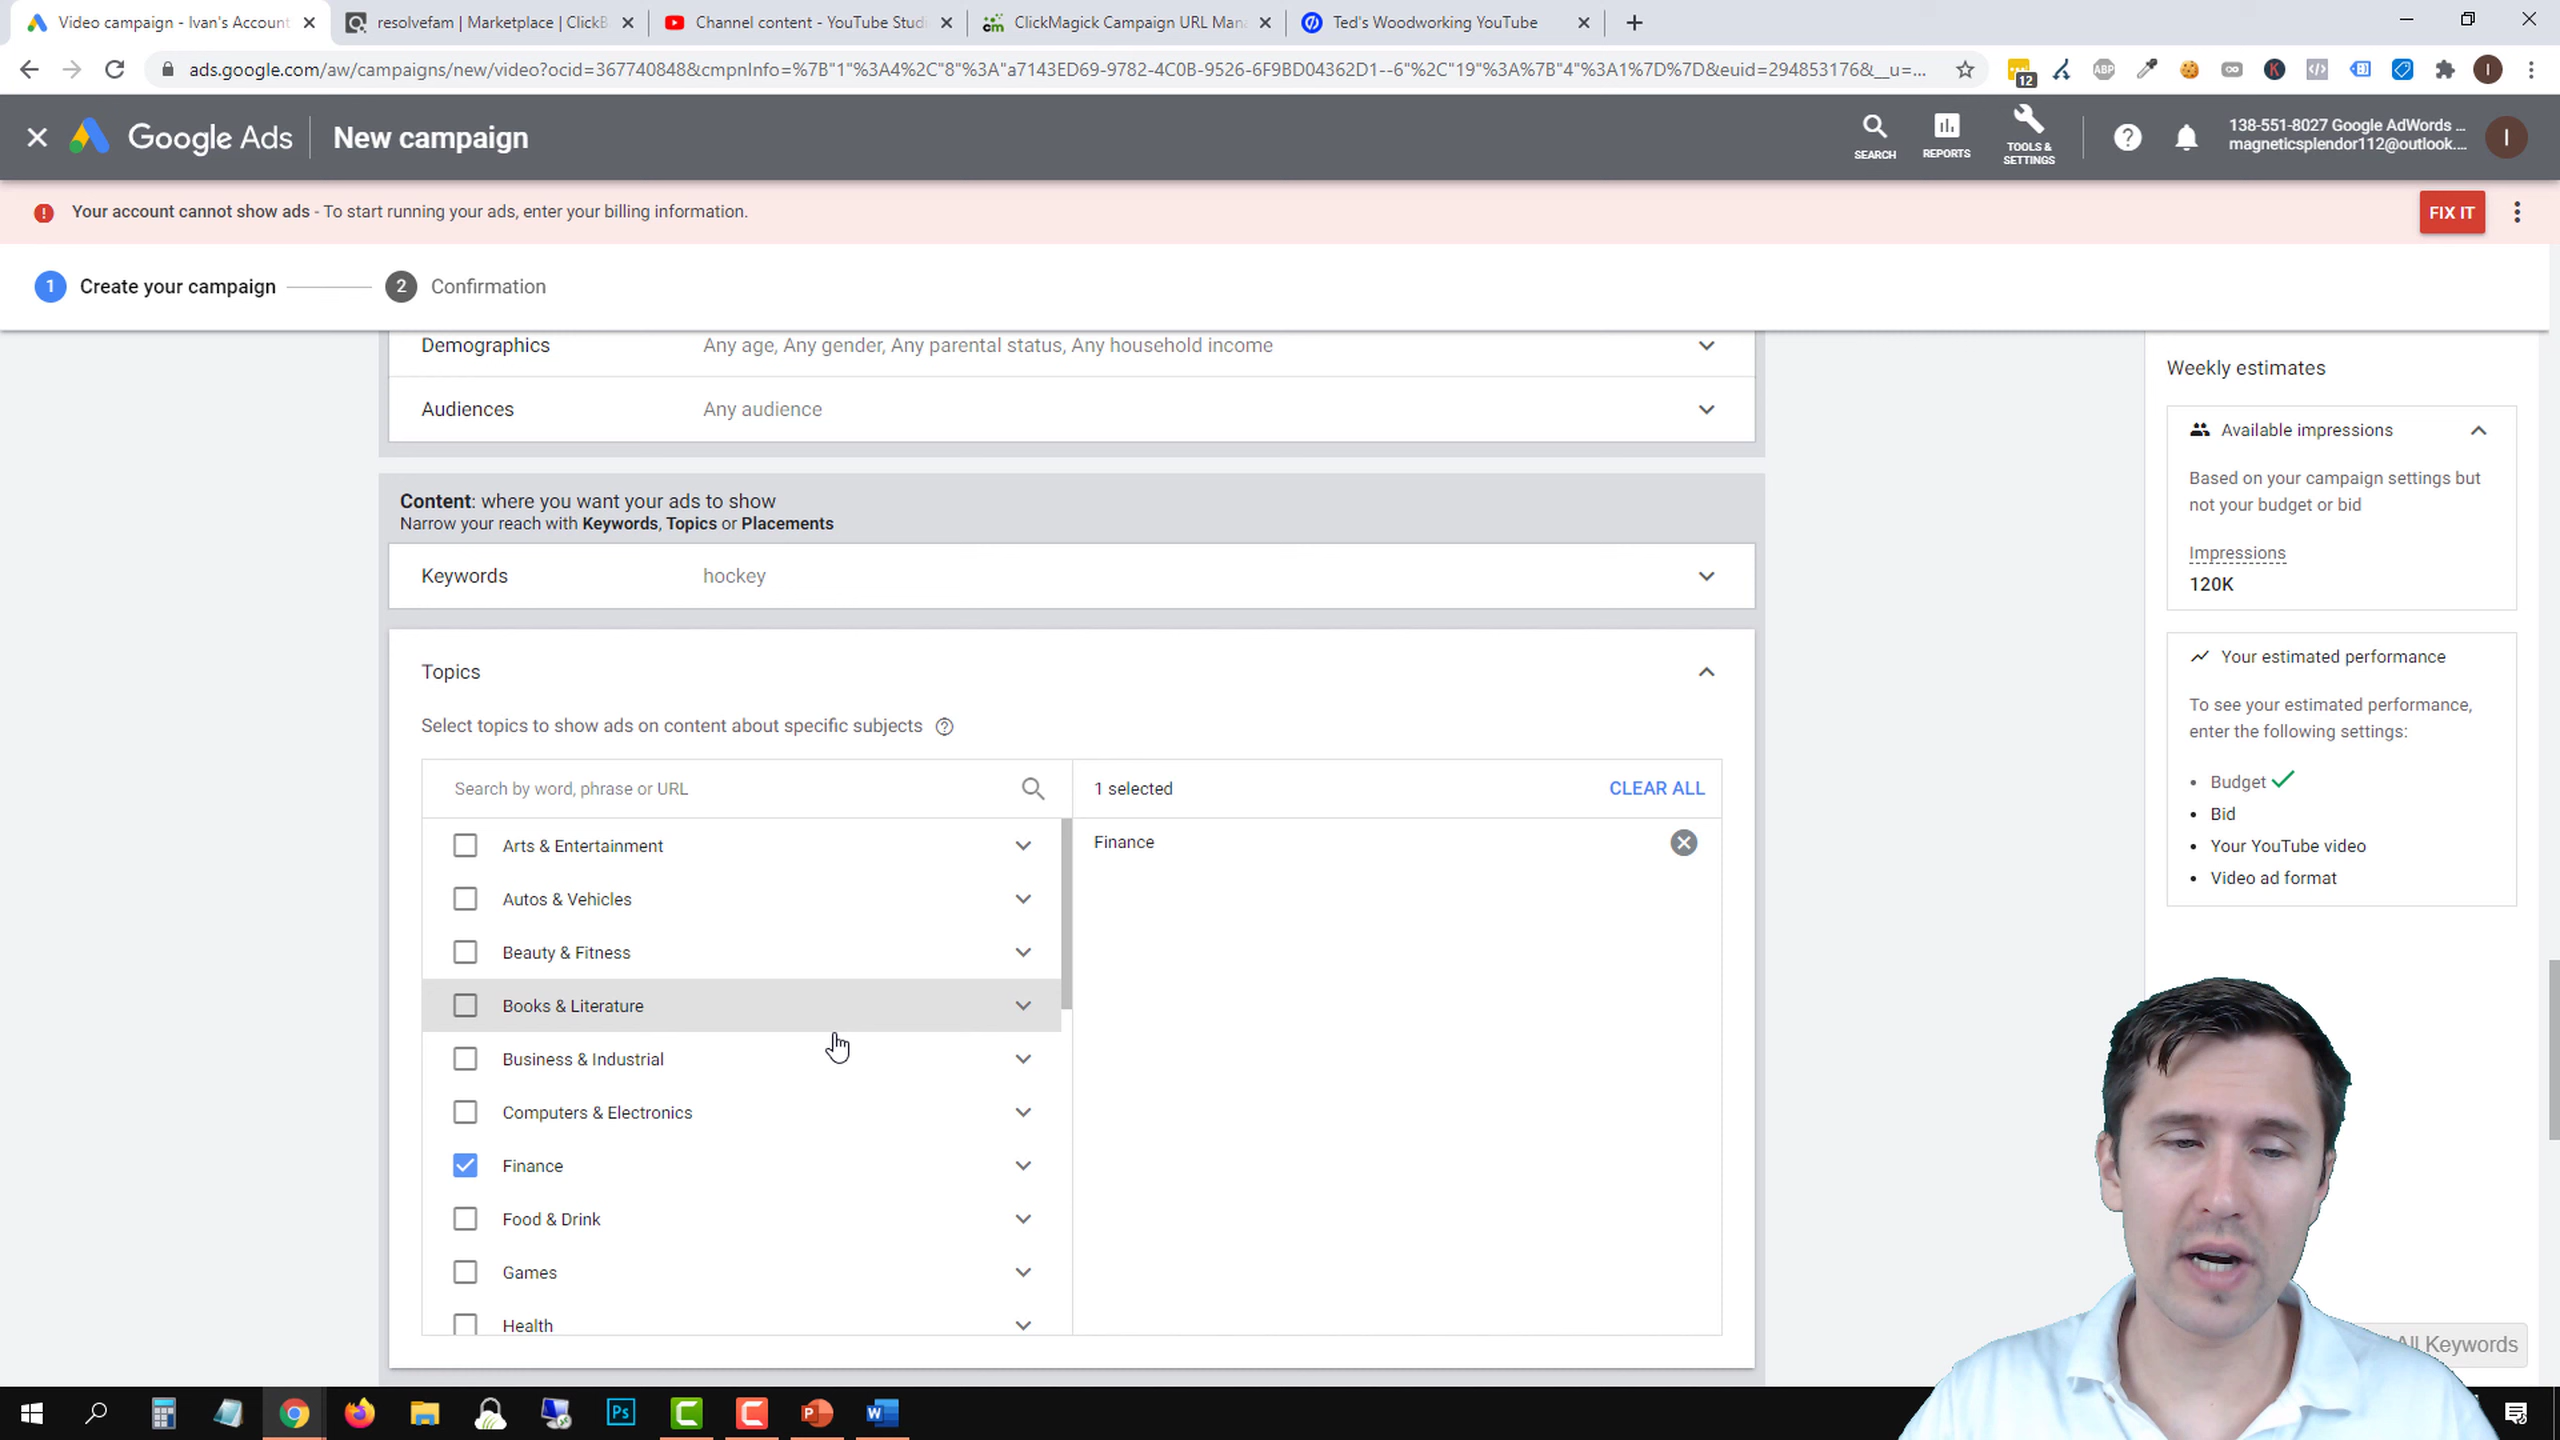 Video campaign - Ivan's Account
resolvefam | Marketplace | ClickB
Channel content - YouTube Studi
ClickMagick Campaign URL Mana
Ted's Woodworking YouTube
ads.google.com/aw/campaigns/new/video?ocid=367740848&cmpnInfo=%7B"1"%3A4%2C"8"%3A"a7143ED69-9782-4C0B-9526-6F9BD04362D1--6"%2C"19"%3A%7B"4"%3A1%7D%7D&euid=294853176&__u=...
12
ABP
Google Ads
New campaign
SEARCH
REPORTS
TOOLS &
SETTINGS
138-551-8027 Google AdWords ...
magneticsplendor112@outlook....
I
Your account cannot show ads - To start running your ads, enter your billing information.
FIX IT
1 Create your campaign
2 Confirmation
Demographics Any age, Any gender, Any parental status, Any household income
Audiences Any audience
Content: where you want your ads to show
Narrow your reach with Keywords, Topics or Placements
Keywords hockey
Topics
Select topics to show ads on content about specific subjects
Search by word, phrase or URL
1 selected
CLEAR ALL
Arts & Entertainment
Autos & Vehicles
Beauty & Fitness
Books & Literature
Business & Industrial
Computers & Electronics
Finance
Food & Drink
Games
Health
Finance
Weekly estimates
Available impressions
Based on your campaign settings but
not your budget or bid
Impressions
120K
Your estimated performance
To see your estimated performance,
enter the following settings:
• Budget
• Bid
• Your YouTube video
• Video ad format
All Keywords
Ps